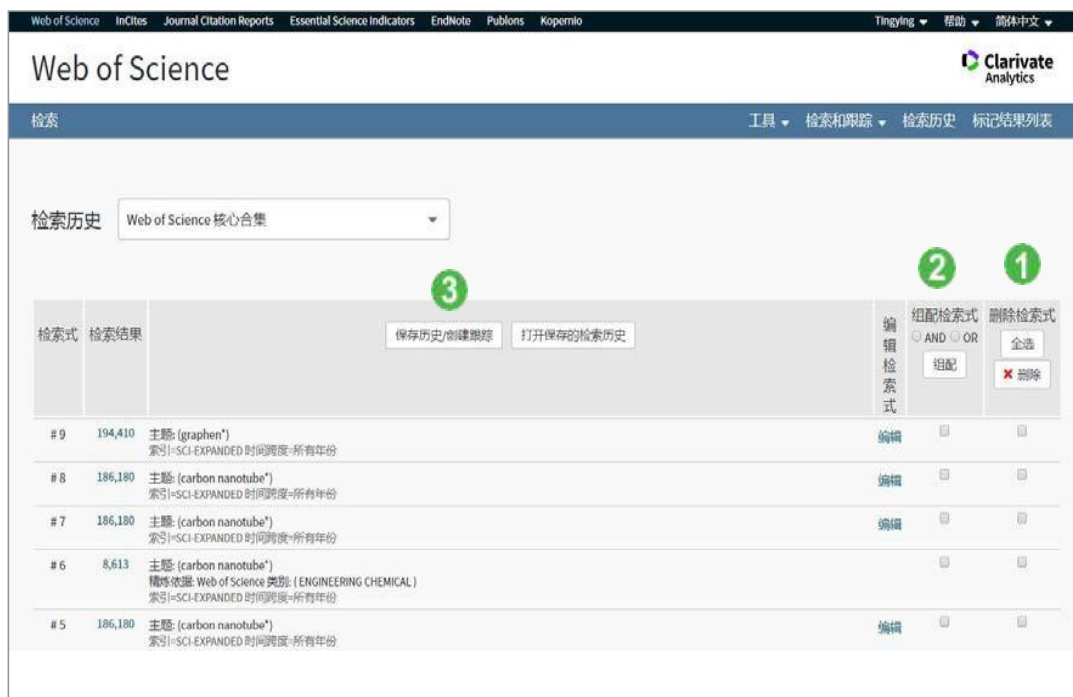 Web of Science InCites Journal Citation Reports Essential Science Indicators EndNote Publons Kopernio Tingying 帮助 简体中文
Web of Science
Clarivate
Analytics
检索 工具 检索和跟踪 检索历史 标记结果列表
检索历史 Web of Science 核心合集
3 2 1
检索式 检索结果 保存历史/创建跟踪 打开保存的检索历史 编辑检索式 组配检索式 删除检索式
AND OR 全选
组配 删除
# 9 194,410 主题: (graphen*) 编辑
索引=SCI-EXPANDED 时间跨度=所有年份
# 8 186,180 主题: (carbon nanotube*) 编辑
索引=SCI-EXPANDED 时间跨度=所有年份
# 7 186,180 主题: (carbon nanotube*) 编辑
索引=SCI-EXPANDED 时间跨度=所有年份
# 6 8,613 主题: (carbon nanotube*)
精炼依据: Web of Science 类别: ( ENGINEERING CHEMICAL )
索引=SCI-EXPANDED 时间跨度=所有年份
# 5 186,180 主题: (carbon nanotube*) 编辑
索引=SCI-EXPANDED 时间跨度=所有年份